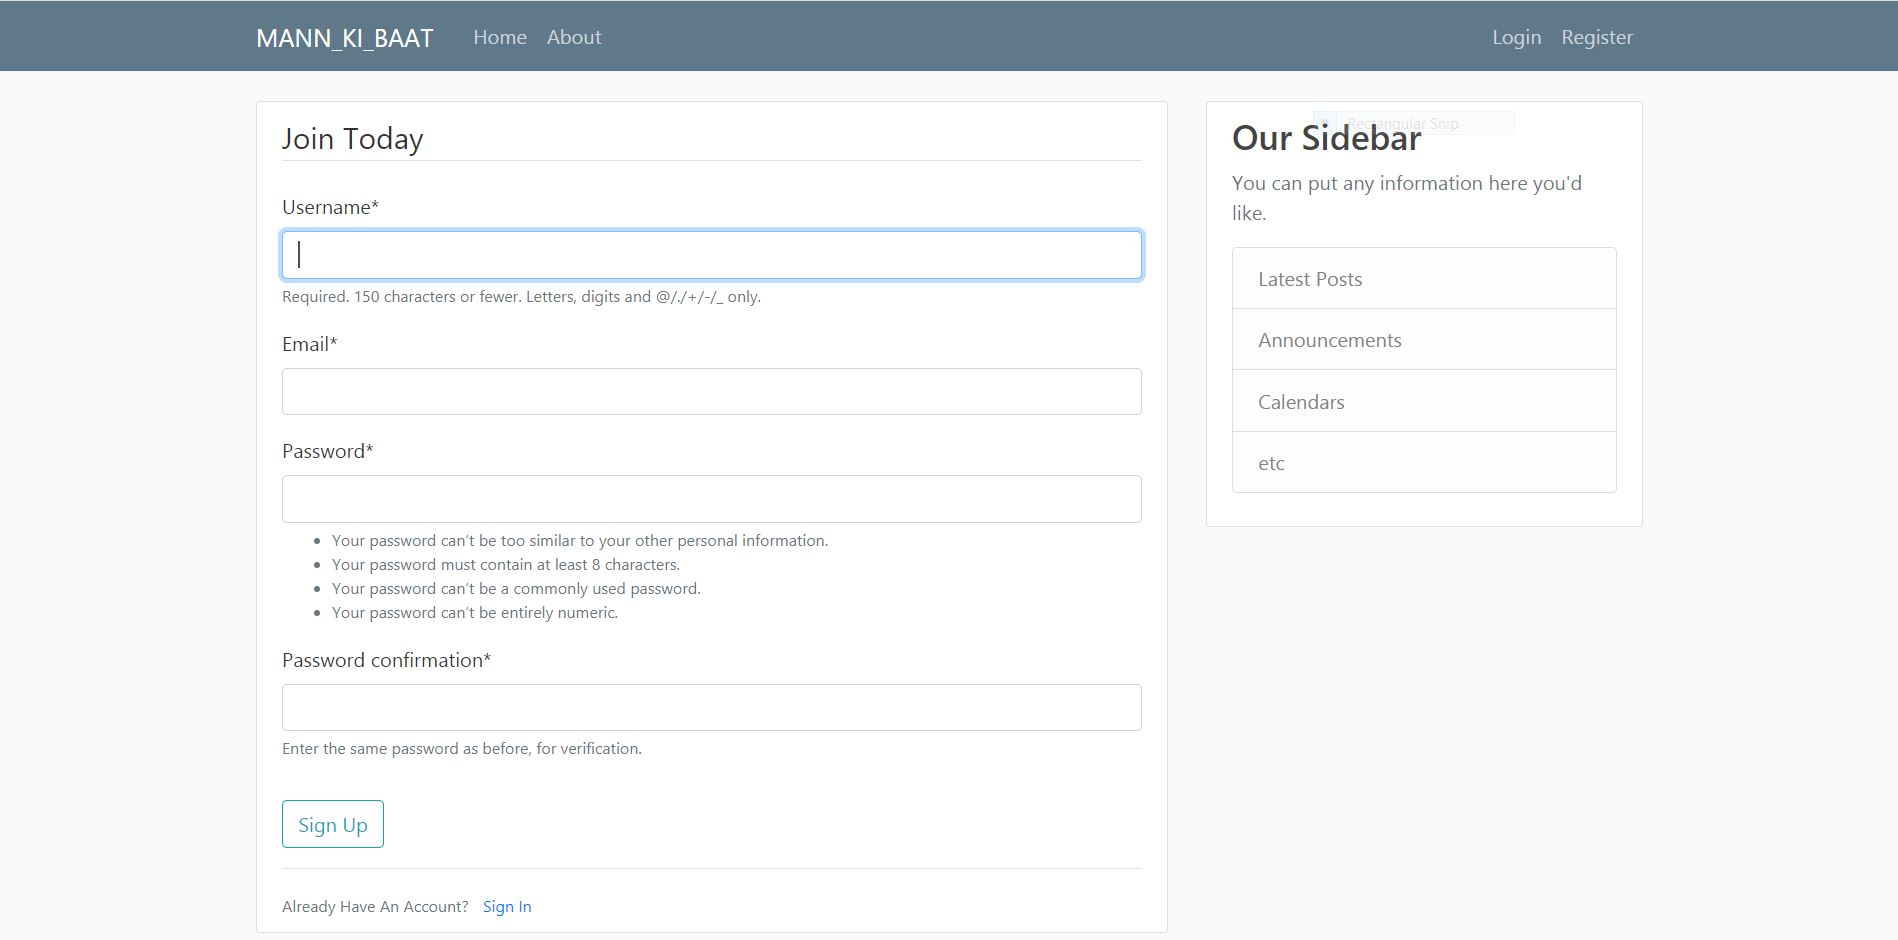 MANN_KI_BAAT Home About Login Register
Join Today
Username*
Required. 150 characters or fewer. Letters, digits and @/./+/-/_ only.
Email*
Password*
Your password can't be too similar to your other personal information.
Your password must contain at least 8 characters.
Your password can't be a commonly used password.
Your password can't be entirely numeric.
Password confirmation*
Enter the same password as before, for verification.
Sign Up
Already Have An Account? Sign In
Rectangular Snip
Our Sidebar
You can put any information here you'd
like.
Latest Posts
Announcements
Calendars
etc